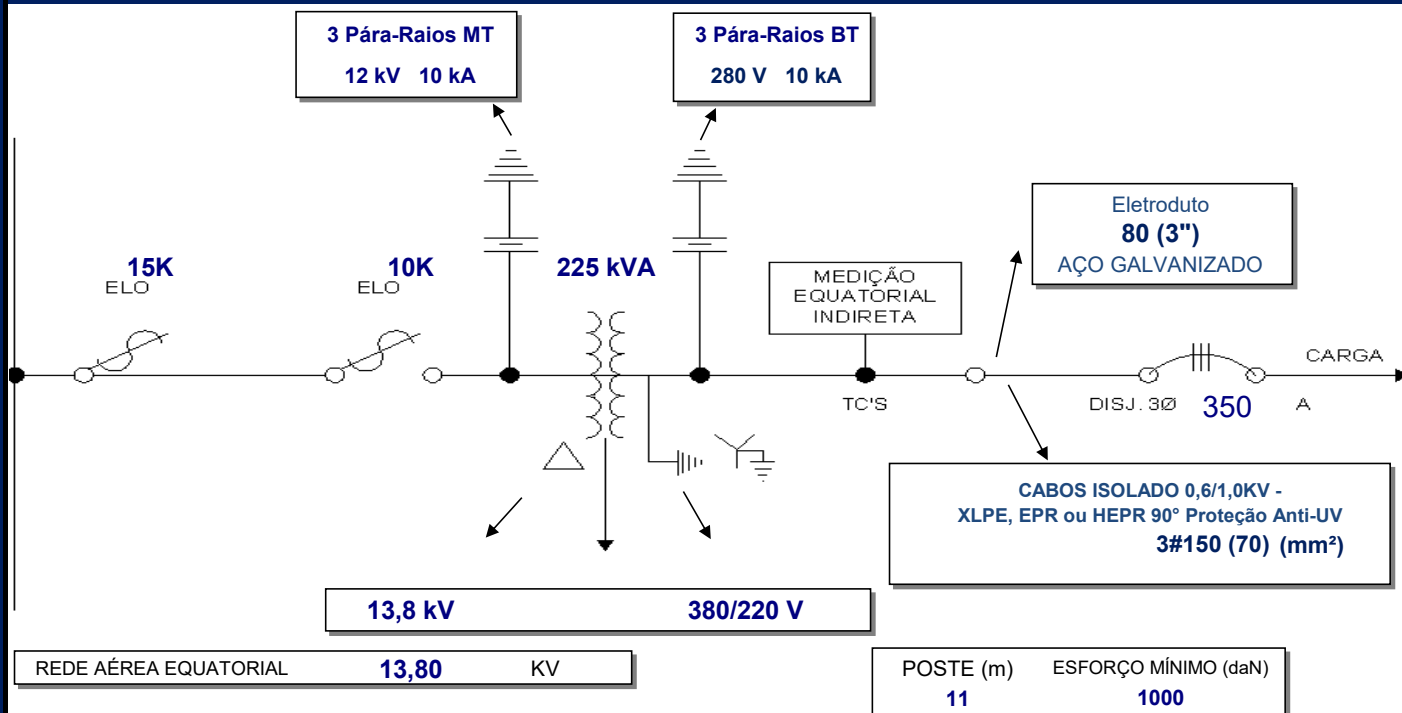 3 Pára-Raios MT
12 kV 10 kA
3 Pára-Raios BT
280 V 10 kA
Eletroduto
80 (3")
AÇO GALVANIZADO
15K
ELO
10K
ELO
225 kVA
MEDIÇÃO
EQUATORIAL
INDIRETA
TC'S
DISJ. 3Ø 350 A
CARGA
CABOS ISOLADO 0,6/1,0KV -
XLPE, EPR ou HEPR 90° Proteção Anti-UV
3#150 (70) (mm²)
13,8 kV 380/220 V
REDE AÉREA EQUATORIAL 13,80 KV
POSTE (m) ESFORÇO MÍNIMO (daN)
11 1000